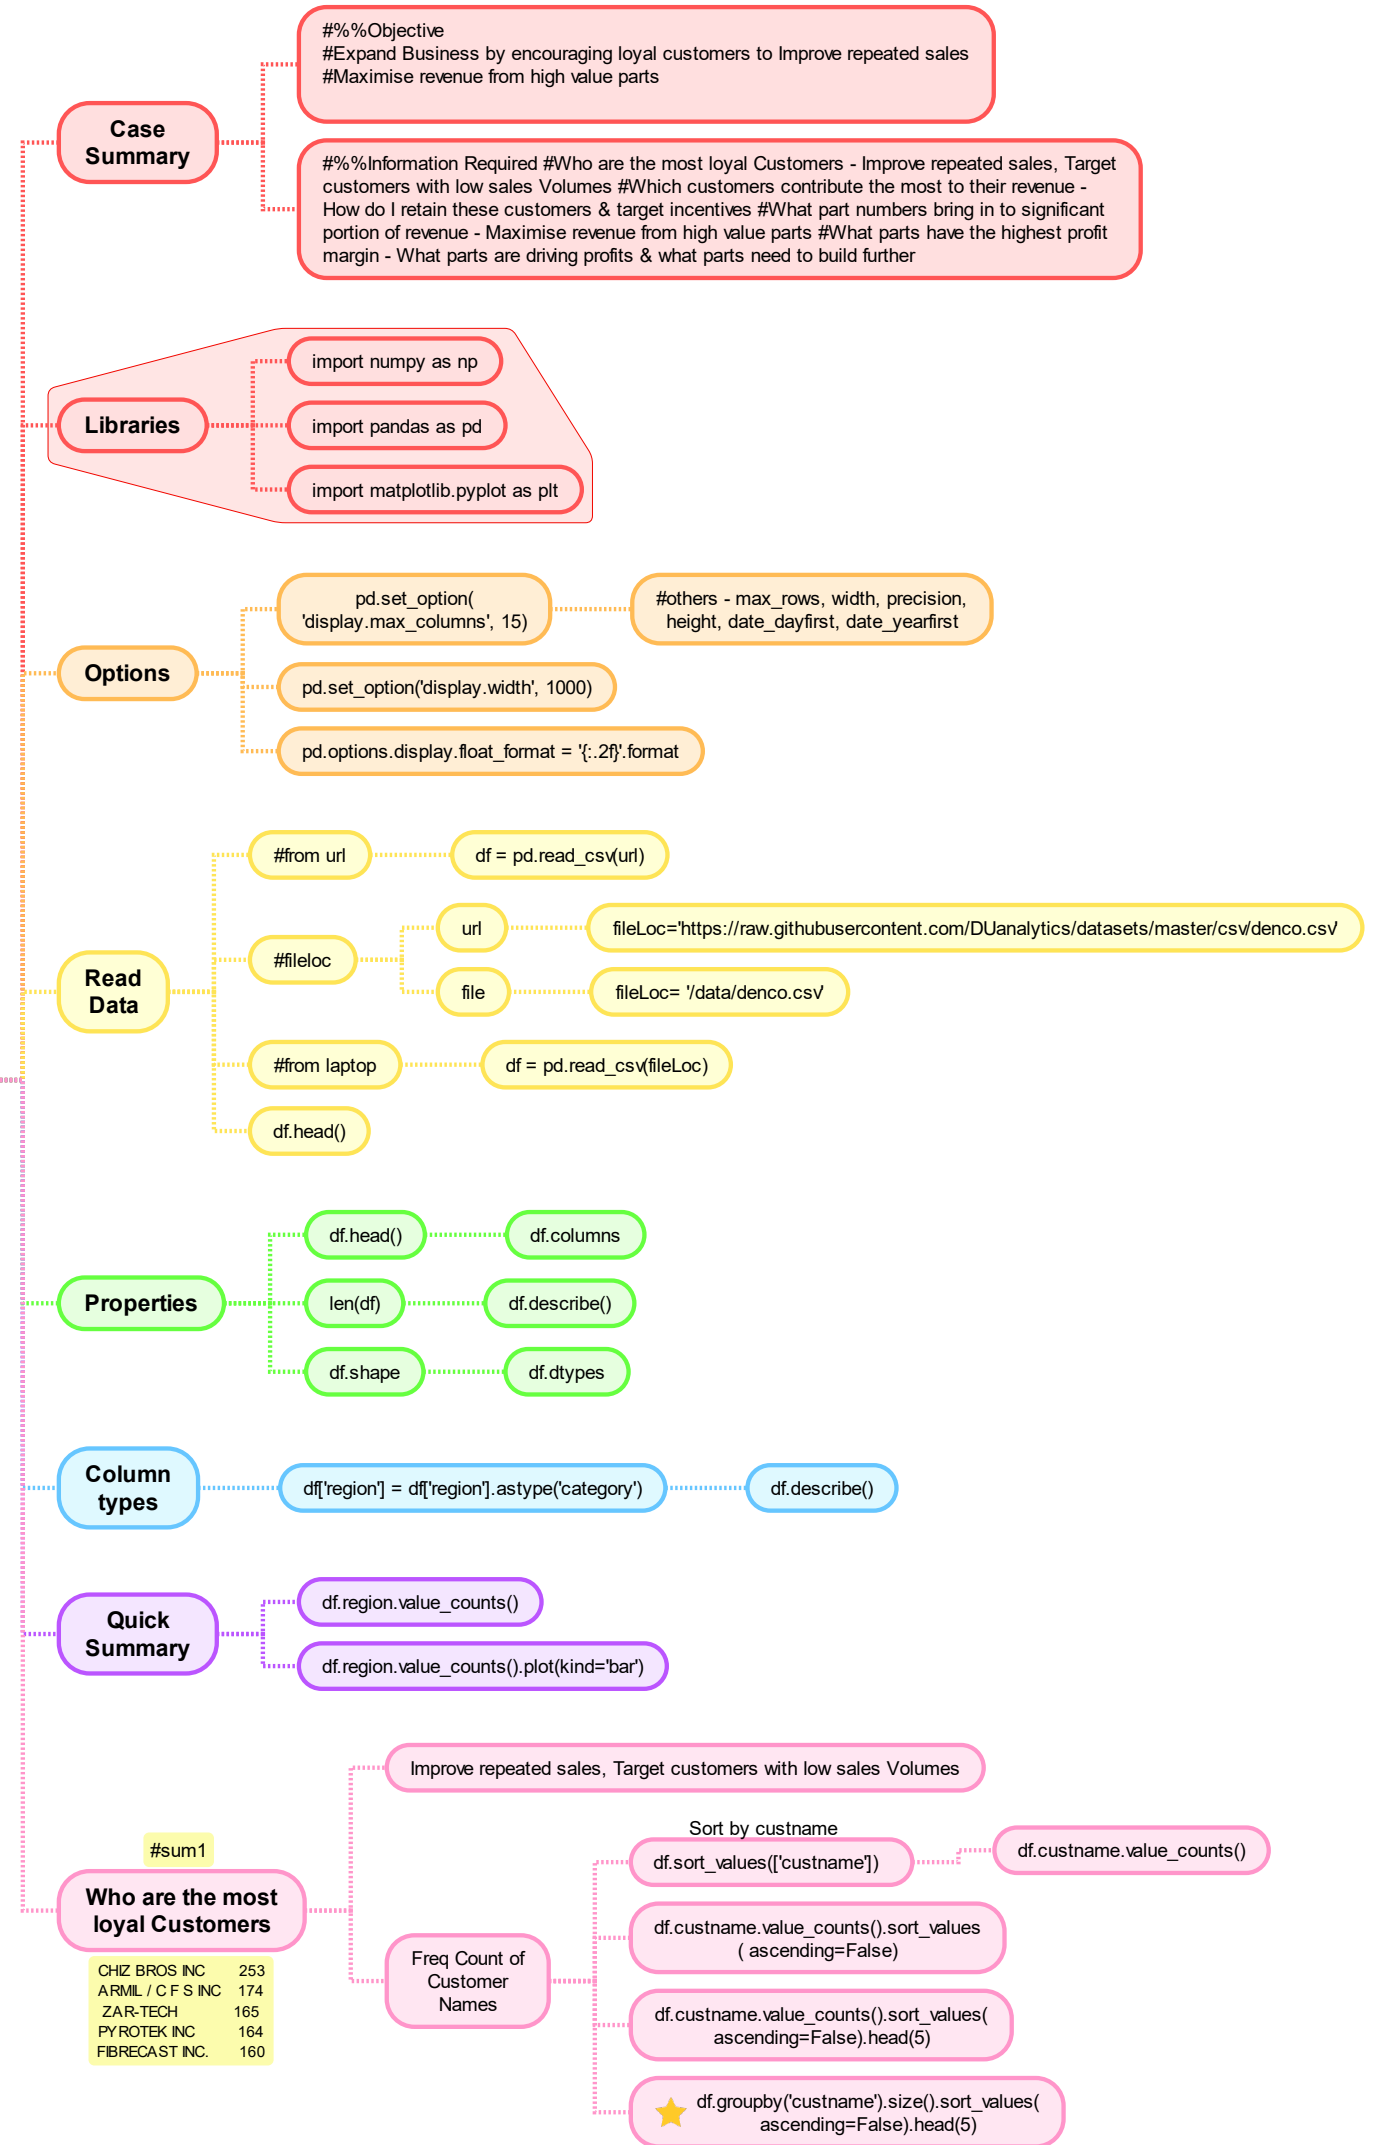 #%%Objective
#Expand Business by encouraging loyal customers to Improve repeated sales
#Maximise revenue from high value parts
Case
Summary
#%%Information Required #Who are the most loyal Customers - Improve repeated sales, Target
customers with low sales Volumes #Which customers contribute the most to their revenue -
How do I retain these customers & target incentives #What part numbers bring in to significant
portion of revenue - Maximise revenue from high value parts #What parts have the highest profit
margin - What parts are driving profits & what parts need to build further
Libraries
import numpy as np
import pandas as pd
import matplotlib.pyplot as plt
Options
pd.set_option(
'display.max_columns', 15)
#others - max_rows, width, precision,
height, date_dayfirst, date_yearfirst
pd.set_option('display.width', 1000)
pd.options.display.float_format = '{:.2f}'.format
Read
Data
#from url
df = pd.read_csv(url)
#fileloc
url
fileLoc='https://raw.githubusercontent.com/DUanalytics/datasets/master/csv/denco.csv'
file
fileLoc= '/data/denco.csv'
#from laptop
df = pd.read_csv(fileLoc)
df.head()
Properties
df.head()
df.columns
len(df)
df.describe()
df.shape
df.dtypes
Column
types
df['region'] = df['region'].astype('category')
df.describe()
Quick
Summary
df.region.value_counts()
df.region.value_counts().plot(kind='bar')
#sum1
Who are the most
loyal Customers
CHIZ BROS INC 253
ARMIL / C F S INC 174
ZAR-TECH 165
PYROTEK INC 164
FIBRECAST INC. 160
Improve repeated sales, Target customers with low sales Volumes
Freq Count of
Customer
Names
Sort by custname
df.sort_values(['custname'])
df.custname.value_counts()
df.custname.value_counts().sort_values
( ascending=False)
df.custname.value_counts().sort_values(
ascending=False).head(5)
df.groupby('custname').size().sort_values(
ascending=False).head(5)